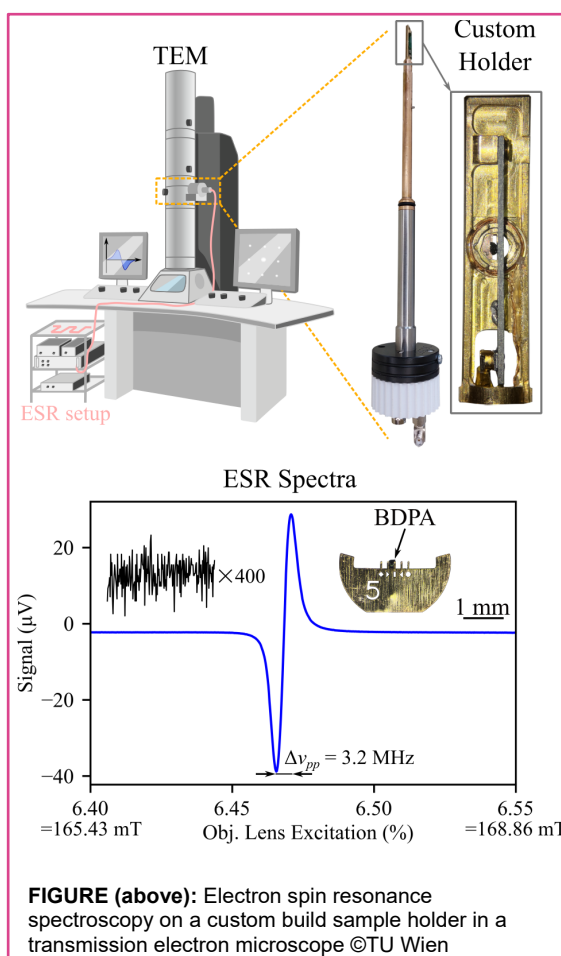 Custom
Holder
TEM
ESR setup
ESR Spectra
BDPA
×400
5
1 mm
Signal (μV)
20
0
−20
−40
Δνpp = 3.2 MHz
6.40
6.45
6.50
6.55
=165.43 mT
Obj. Lens Excitation (%)
=168.86 mT
FIGURE (above): Electron spin resonance
spectroscopy on a custom build sample holder in a
transmission electron microscope ©TU Wien